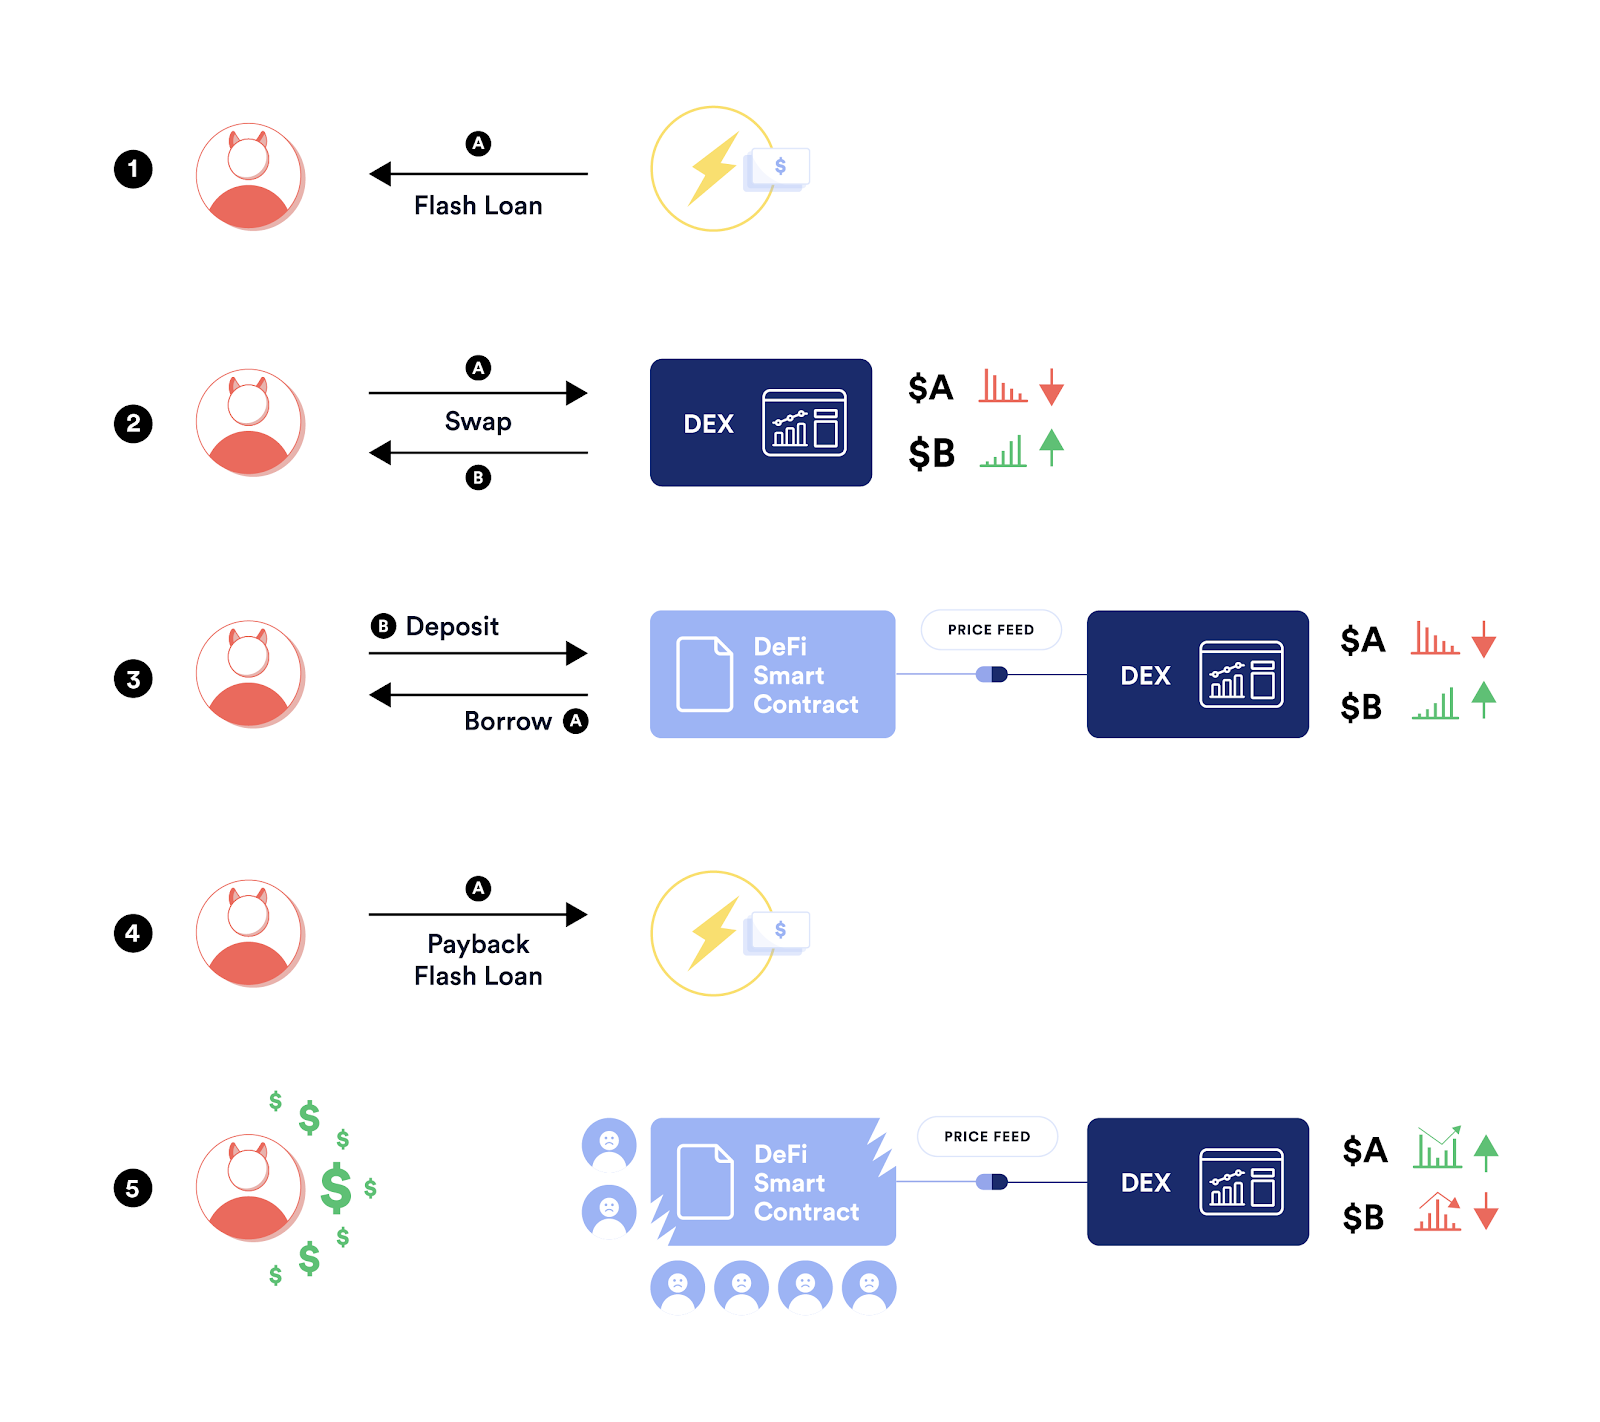 1
A
Flash Loan
$
2
A
Swap
B
DEX
$A
$B
3
B Deposit
Borrow A
DeFi
Smart
Contract
PRICE FEED
DEX
$A
$B
4
A
Payback
Flash Loan
$
5
$
$
$
$
$
$
$
$
DeFi
Smart
Contract
PRICE FEED
DEX
$A
$B